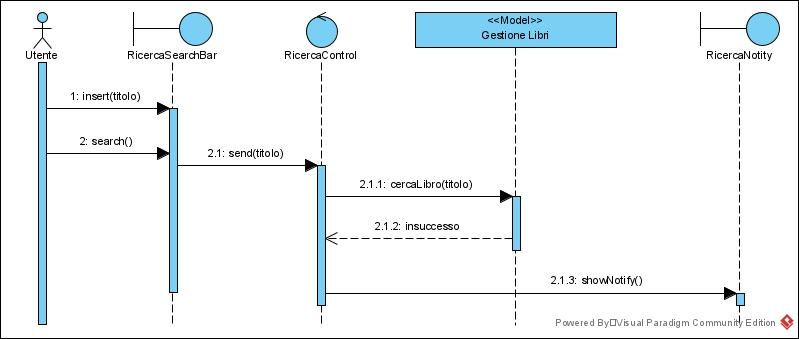 <<Model>>
Gestione Libri
Utente
RicercaSearchBar
RicercaControl
RicercaNotity
1: insert(titolo)
2: search()
2.1: send(titolo)
2.1.1: cercaLibro(titolo)
2.1.2: insuccesso
2.1.3: showNotify()
Powered By Visual Paradigm Community Edition